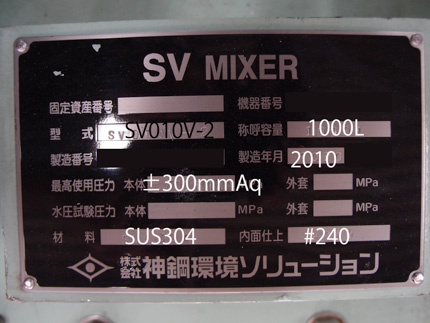 SV MIXER
固定資産番号 機器番号
型式 SV SV010V-2 称呼容量 1000L
製造番号 製造年月 2010
最高使用圧力 本体 ±300mmAq 外套 MPa
水圧試験圧力 本体 MPa 外套 MPa
材料 SUS304 内面仕上 #240
株式会社 神鋼環境ソリューション